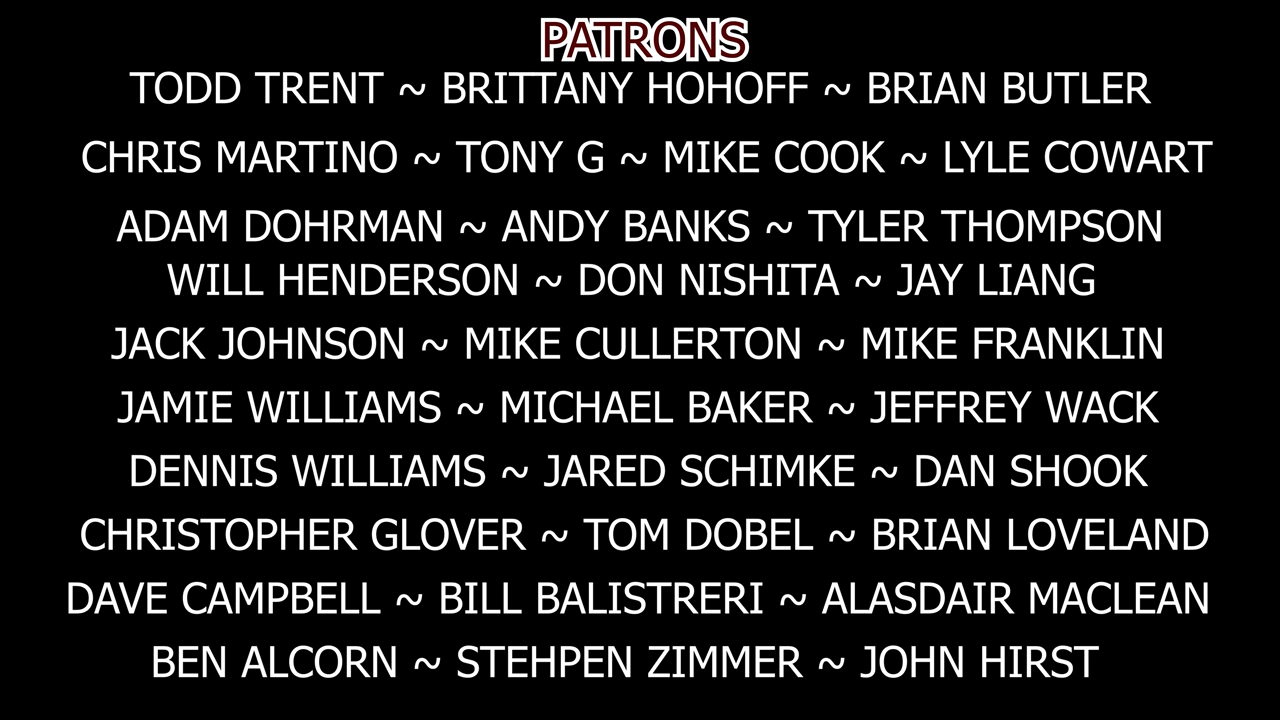 PATRONS
TODD TRENT ~ BRITTANY HOHOFF ~ BRIAN BUTLER
CHRIS MARTINO ~ TONY G ~ MIKE COOK ~ LYLE COWART
ADAM DOHRMAN ~ ANDY BANKS ~ TYLER THOMPSON
WILL HENDERSON ~ DON NISHITA ~ JAY LIANG
JACK JOHNSON ~ MIKE CULLERTON ~ MIKE FRANKLIN
JAMIE WILLIAMS ~ MICHAEL BAKER ~ JEFFREY WACK
DENNIS WILLIAMS ~ JARED SCHIMKE ~ DAN SHOOK
CHRISTOPHER GLOVER ~ TOM DOBEL ~ BRIAN LOVELAND
DAVE CAMPBELL ~ BILL BALISTRERI ~ ALASDAIR MACLEAN
BEN ALCORN ~ STEHPEN ZIMMER ~ JOHN HIRST